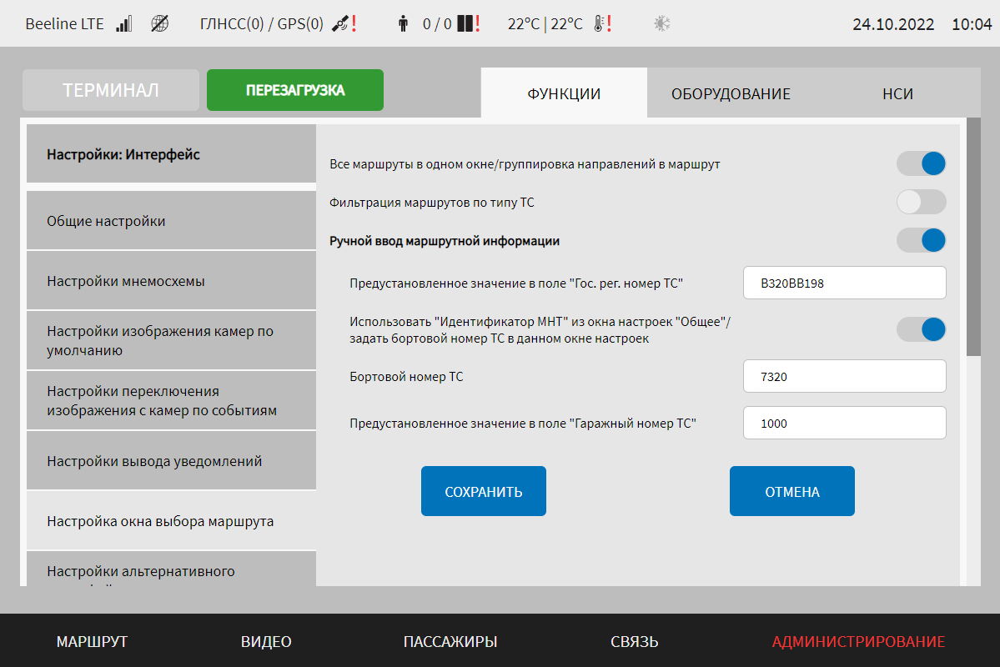 Beeline LTE ГЛНСС(0) / GPS(0) ! 0 / 0 ! 22°C | 22°C ! 24.10.2022 10:04
ТЕРМИНАЛ ПЕРЕЗАГРУЗКА ФУНКЦИИ ОБОРУДОВАНИЕ НСИ
Настройки: Интерфейс
Общие настройки
Настройки мнемосхемы
Настройки изображения камер по
умолчанию
Настройки переключения
изображения с камер по событиям
Настройки вывода уведомлений
Настройка окна выбора маршрута
Настройки альтернативного
Все маршруты в одном окне/группировка направлений в маршрут
Фильтрация маршрутов по типу ТС
Ручной ввод маршрутной информации
Предустановленное значение в поле "Гос. рег. номер ТС" В320ВВ198
Использовать "Идентификатор МНТ" из окна настроек "Общее"/
задать бортовой номер ТС в данном окне настроек
Бортовой номер ТС 7320
Предустановленное значение в поле "Гаражный номер ТС" 1000
СОХРАНИТЬ ОТМЕНА
МАРШРУТ ВИДЕО ПАССАЖИРЫ СВЯЗЬ АДМИНИСТРИРОВАНИЕ